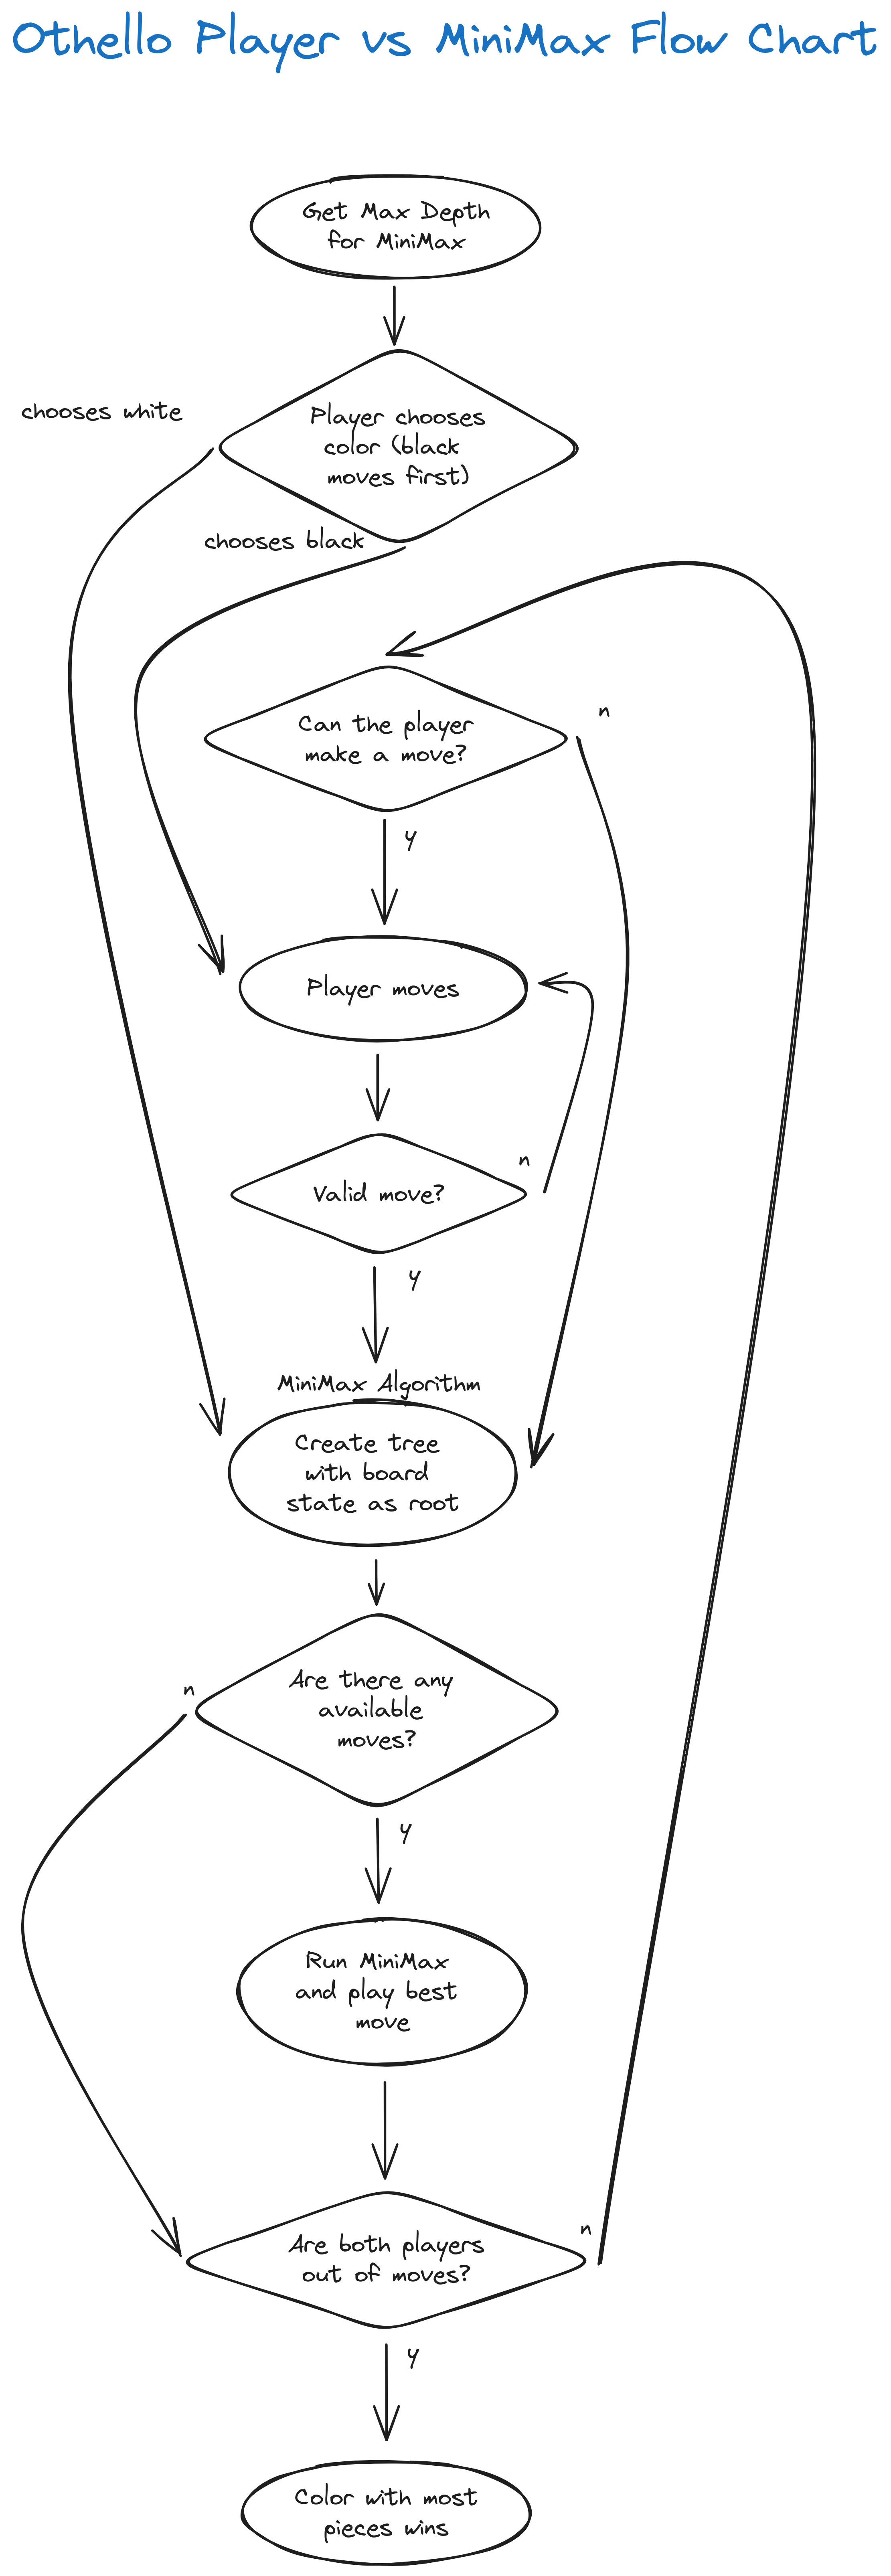 Othello Player vs MiniMax Flow Chart
Get Max Depth
for MiniMax
chooses white
Player chooses
color (black
moves first)
chooses black
n
Can the player
make a move?
y
Player moves
n
Valid move?
y
MiniMax Algorithm
Create tree
with board
state as root
n
Are there any
available
moves?
y
Run MiniMax
and play best
move
n
Are both players
out of moves?
y
Color with most
pieces wins